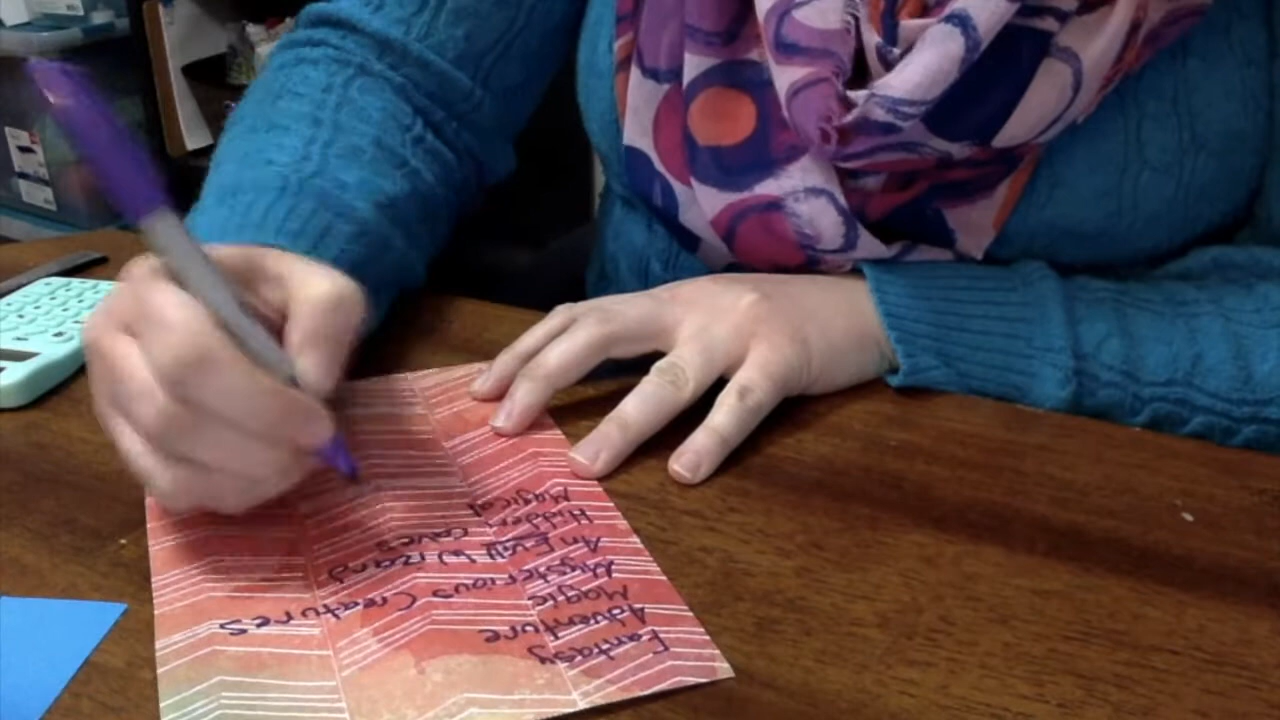 Fantasy
Adventure
Magic
Mysterious Creatures
An Evil Wizard
Hidden Caves
Magical